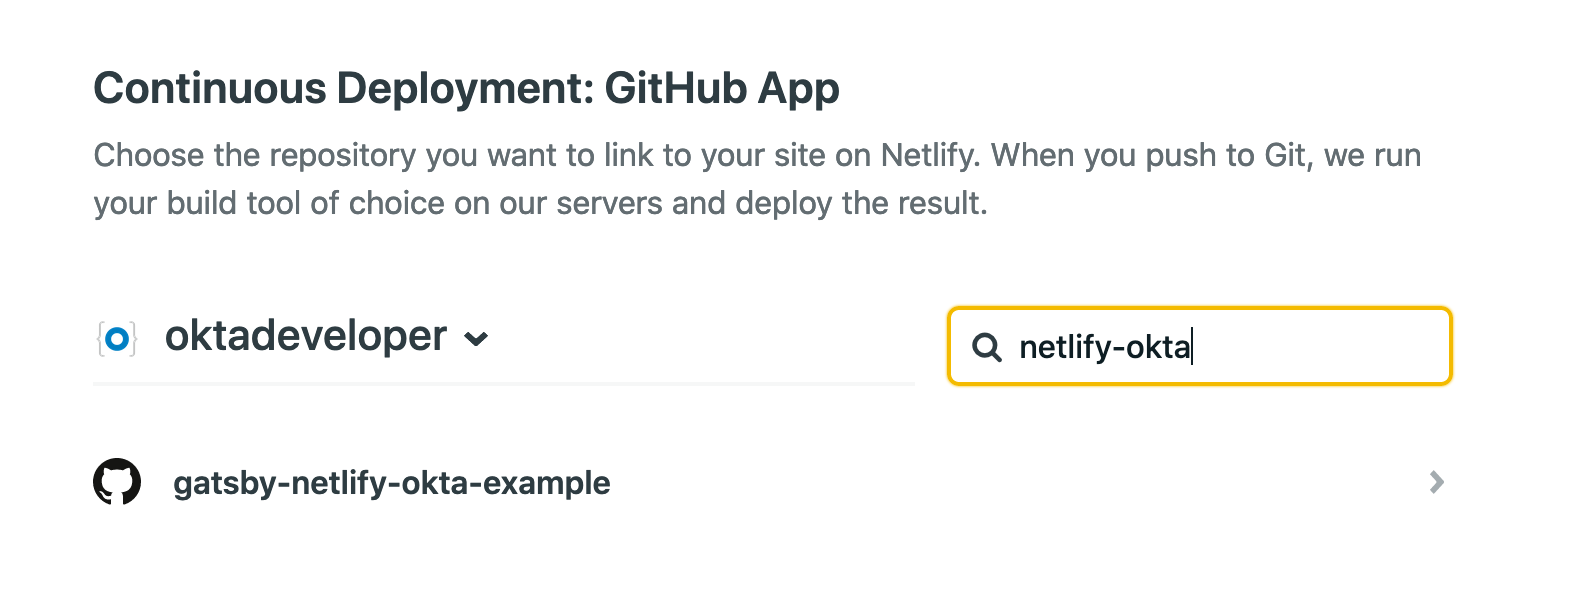 Continuous Deployment: GitHub App
Choose the repository you want to link to your site on Netlify. When you push to Git, we run
your build tool of choice on our servers and deploy the result.
oktadeveloper
netlify-okta
gatsby-netlify-okta-example